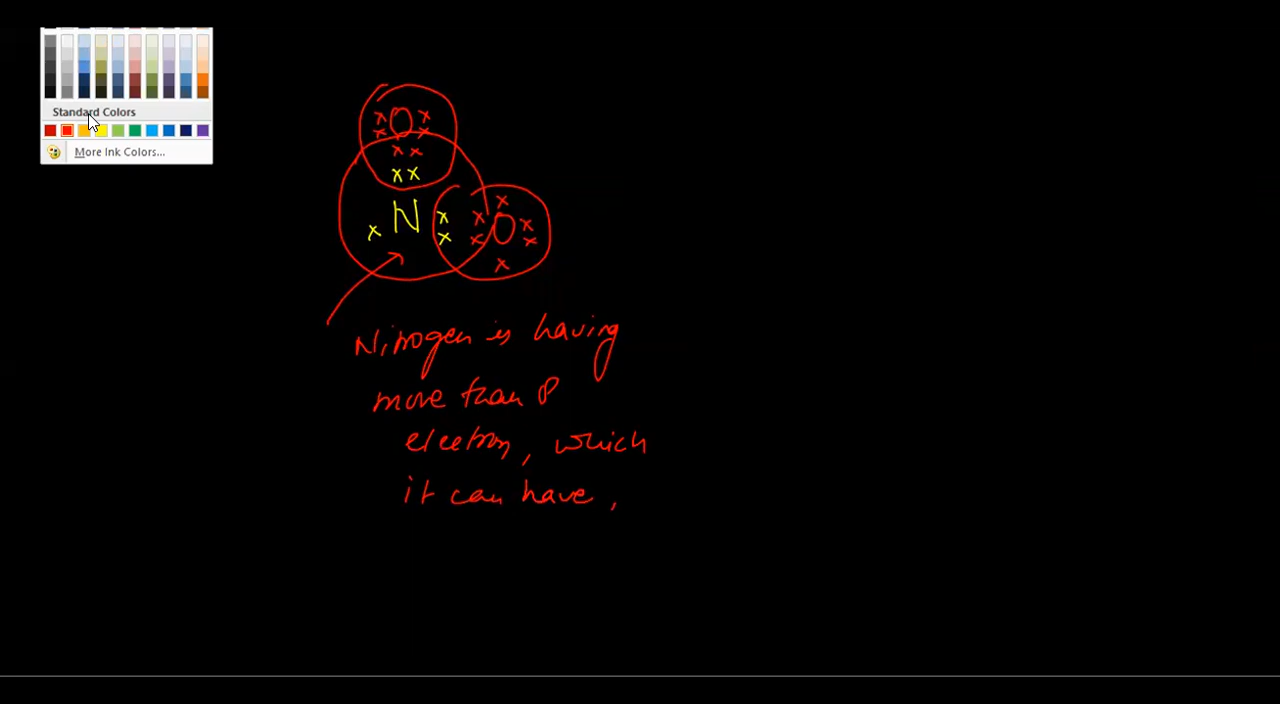 Standard Colors
More Ink Colors...
O
x x
x x
x x
x x
N
x
x
x
O
x
x
x
x
x
x
Nitrogen is having
more than 8
electron, which
it can have,